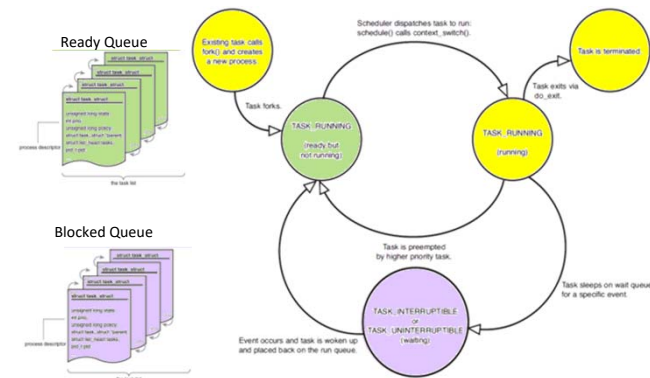 Ready Queue
struct task_struct
struct task_struct
struct task_struct
struct task_struct
unsigned long state;
int prio;
unsigned long policy;
struct task_struct *parent;
struct list_head tasks;
pid_t pid;
process descriptor
the task list
Blocked Queue
struct task_struct
struct task_struct
struct task_struct
struct task_struct
unsigned long state;
int prio;
unsigned long policy;
struct task_struct *parent;
struct list_head tasks;
pid_t pid;
process descriptor
Existing task calls
fork() and creates
a new process.
Task forks.
TASK_RUNNING
(ready but
not running)
Scheduler dispatches task to run:
schedule() calls context_switch().
TASK_RUNNING
(running)
Task is terminated.
Task exits via
do_exit.
Task is preempted
by higher priority task.
Task sleeps on wait queue
for a specific event.
TASK_INTERRUPTIBLE
or
TASK_UNINTERRUPTIBLE
(waiting)
Event occurs and task is woken up
and placed back on the run queue.